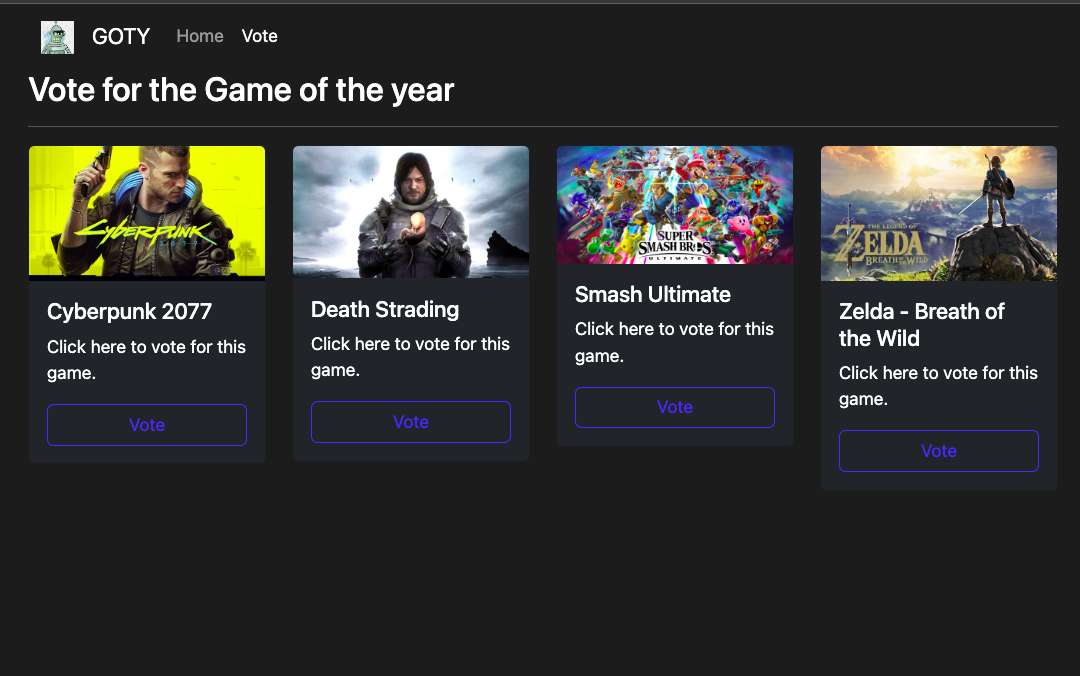 GOTY Home Vote
Vote for the Game of the year
CYBERPUNK
2077
Cyberpunk 2077
Click here to vote for this
game.
Vote
Death Strading
Click here to vote for this
game.
Vote
SUPER
SMASH BROS
ULTIMATE
Smash Ultimate
Click here to vote for this
game.
Vote
THE LEGEND OF
ZELDA
BREATH OF THE WILD
Zelda - Breath of
the Wild
Click here to vote for this
game.
Vote